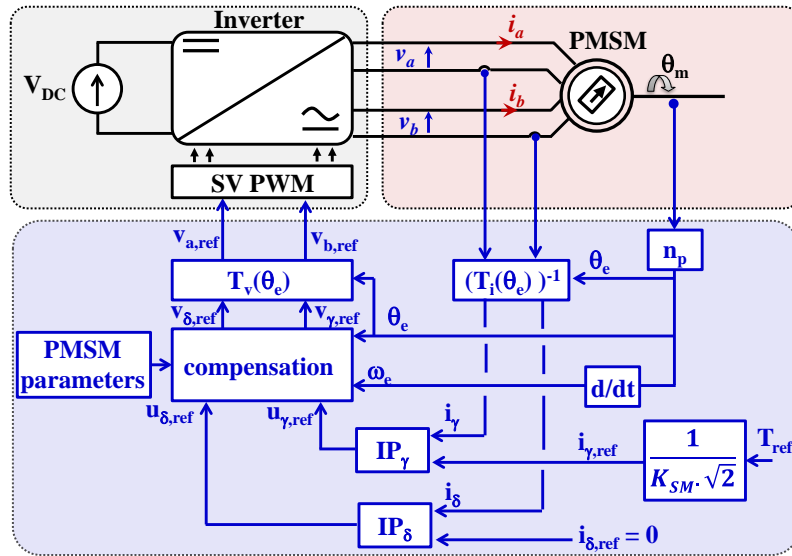 Inverter
PMSM
i_a
v_a
θ_m
V_DC
i_b
v_b
SV PWM
v_a,ref
v_b,ref
n_p
T_v(θ_e)
(T_i(θ_e) )^-1
θ_e
v_δ,ref
v_γ,ref
θ_e
PMSM
parameters
compensation
ω_e
d/dt
u_δ,ref
u_γ,ref
i_γ
IP_γ
i_γ,ref
1
K_SM.√2
T_ref
i_δ
IP_δ
i_δ,ref = 0